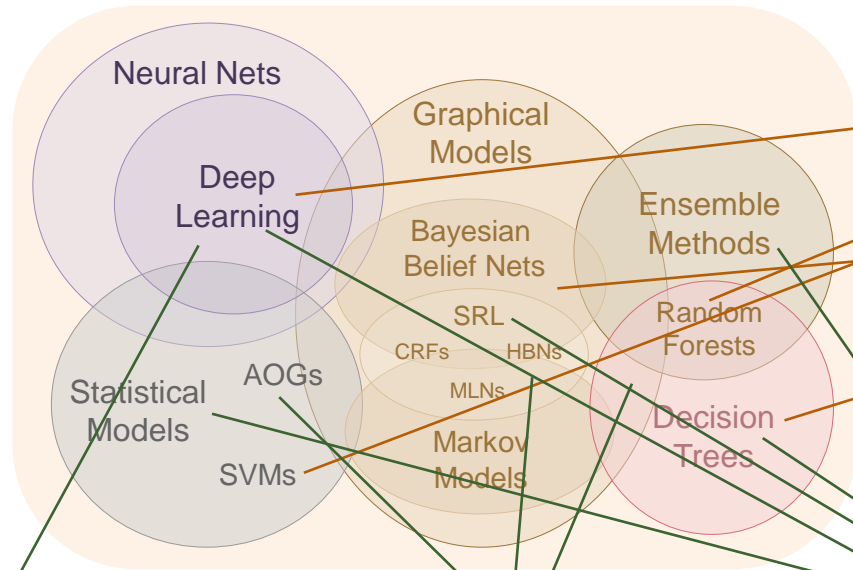 Neural Nets
Deep
Learning
Graphical
Models
Ensemble
Methods
Bayesian
Belief Nets
SRL
CRFs
HBNs
MLNs
Markov
Models
Random
Forests
Decision
Trees
Statistical
Models
AOGs
SVMs